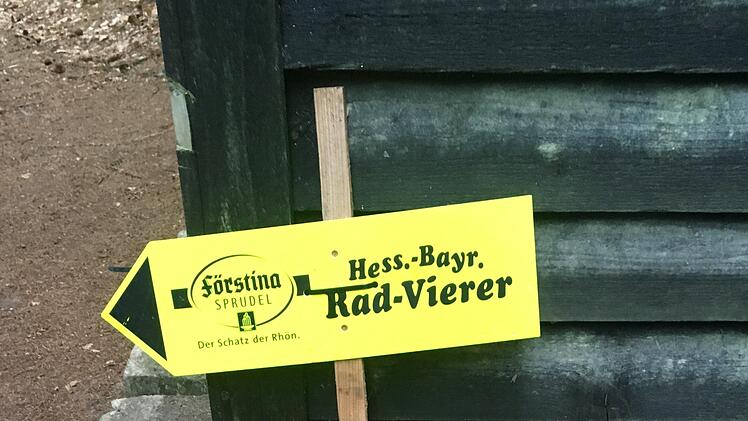 Förstina
SPRUDEL
Der Schatz der Rhön.
Hess.-Bayr.
Rad-Vierer